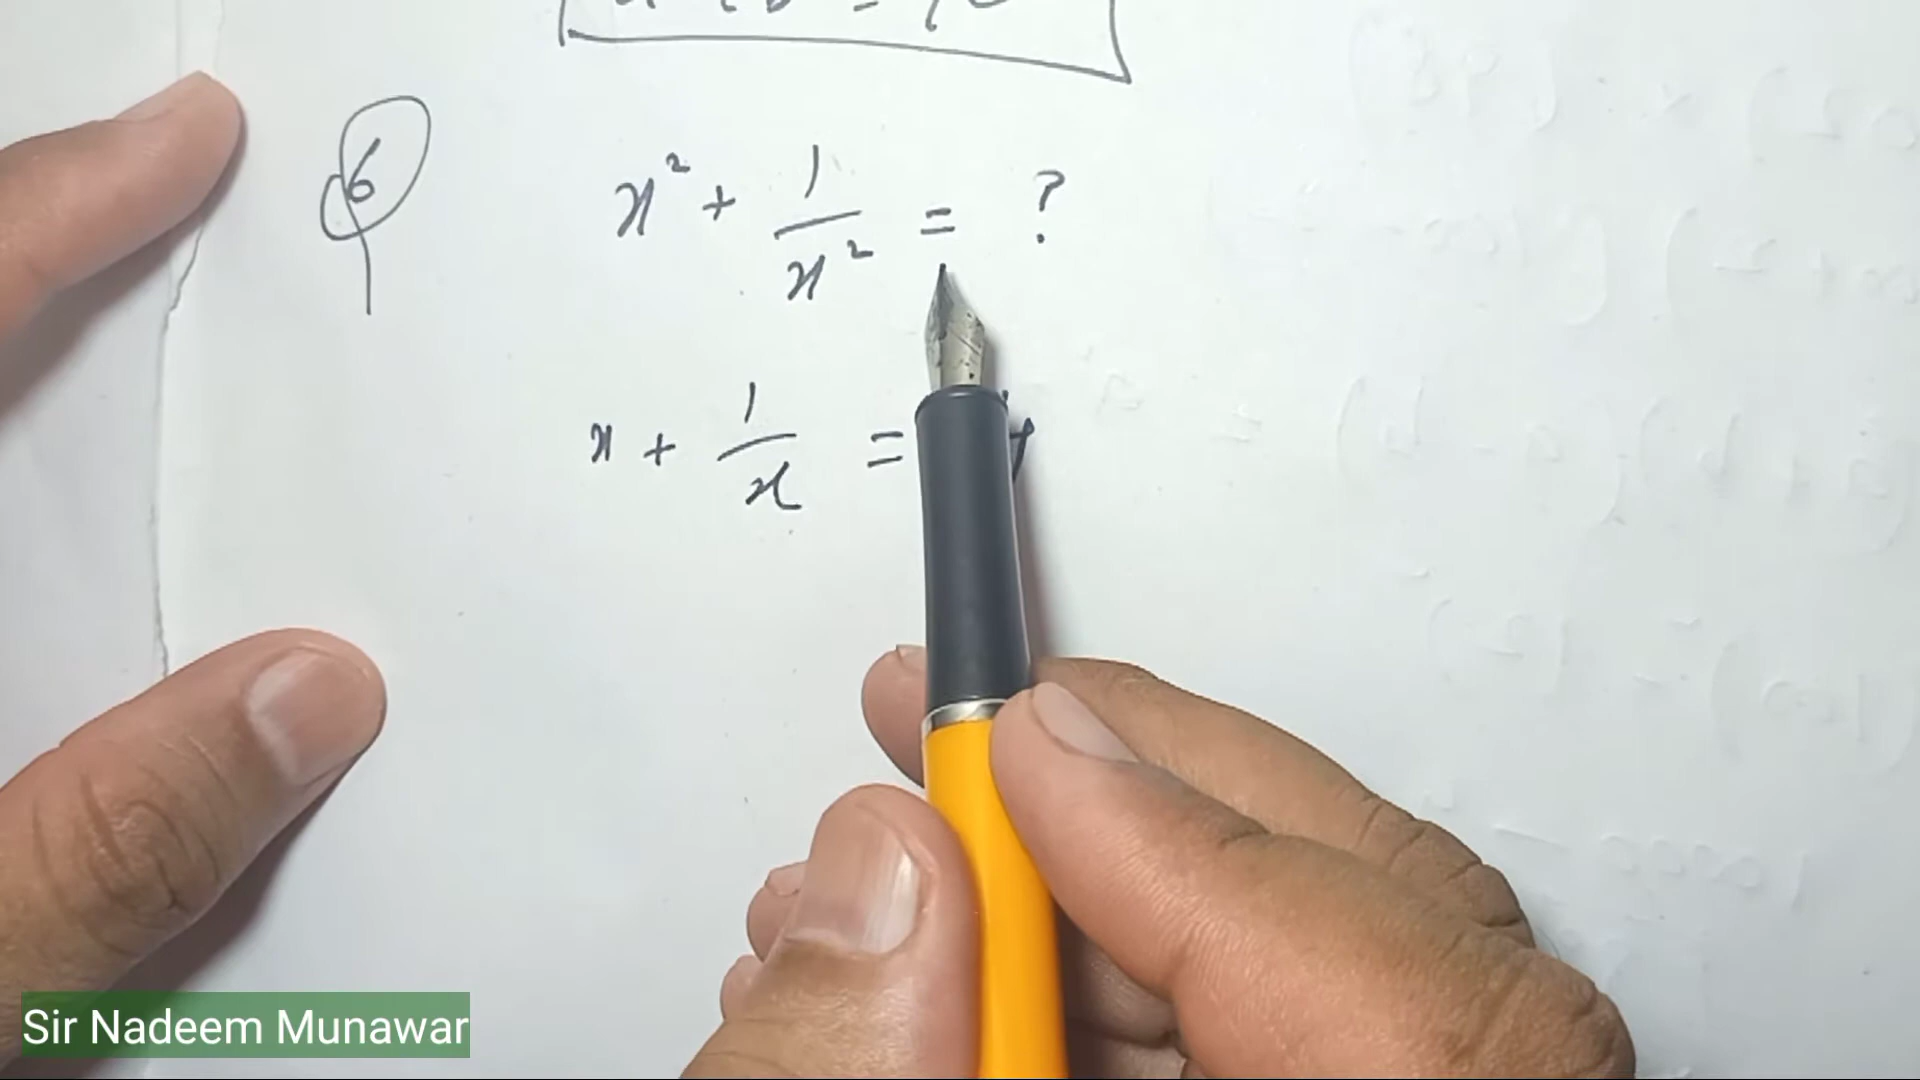 6
x² + 1/x² = ?
x + 1/x =
Sir Nadeem Munawar